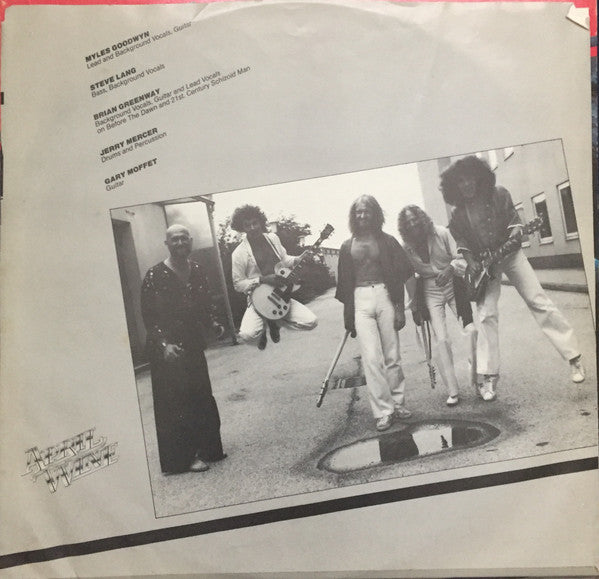 MYLES GOODWYN
Lead and Background Vocals, Guitar
STEVE LANG
Bass, Background Vocals
BRIAN GREENWAY
Background Vocals, Guitar and Lead Vocals
on Before The Dawn and 21st. Century Schizoid Man
JERRY MERCER
Drums and Percussion
GARY MOFFET
Guitar
APRIL
WINE